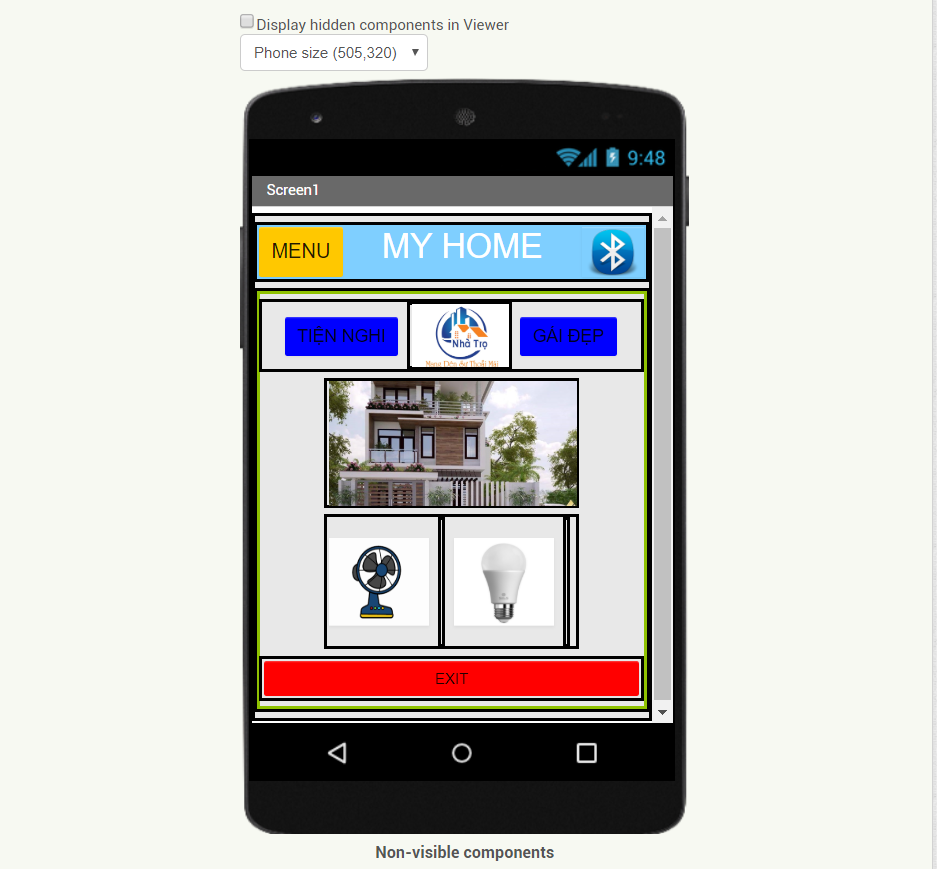 Display hidden components in Viewer
Phone size (505,320)
9:48
Screen1
MENU
MY HOME
TIỆN NGHI
Nhà Trọ
GÁI ĐẸP
EXIT
Non-visible components